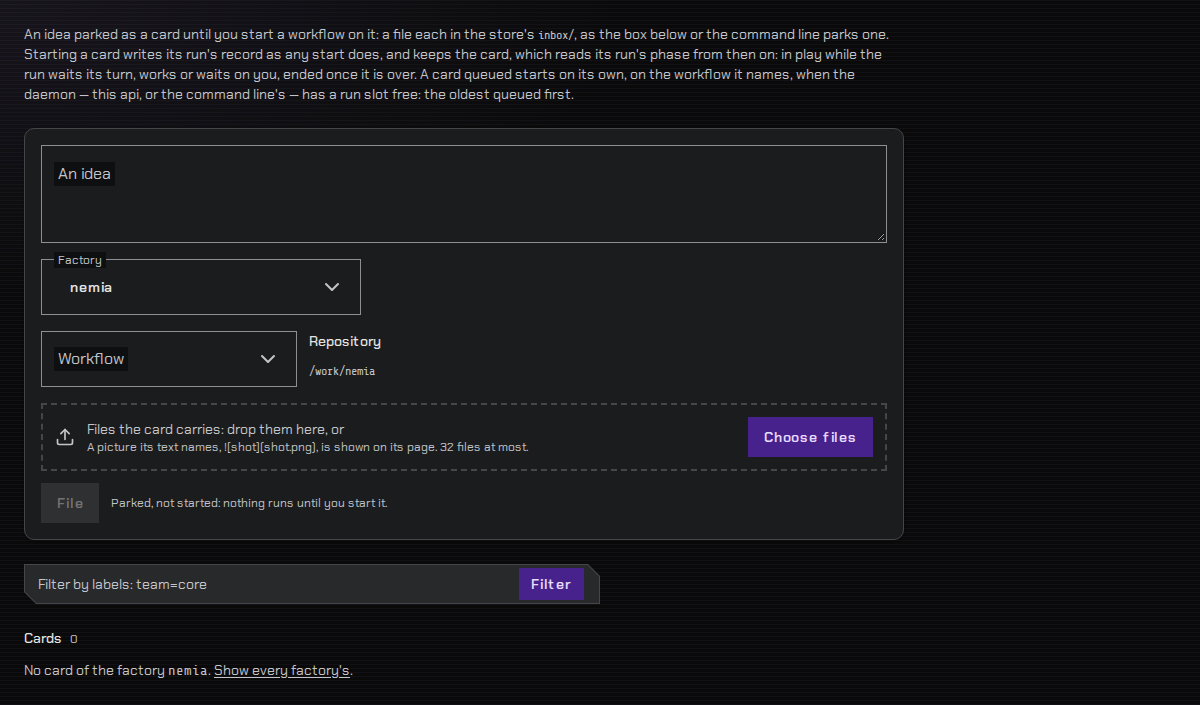 An idea parked as a card until you start a workflow on it: a file each in the store's inbox/, as the box below or the command line parks one.
Starting a card writes its run's record as any start does, and keeps the card, which reads its run's phase from then on: in play while the
run waits its turn, works or waits on you, ended once it is over. A card queued starts on its own, on the workflow it names, when the
daemon — this api, or the command line's — has a run slot free: the oldest queued first.
An idea
Factory
nemia
Workflow
Repository
/work/nemia
Files the card carries: drop them here, or
A picture its text names, ![shot](shot.png), is shown on its page. 32 files at most.
Choose files
File
Parked, not started: nothing runs until you start it.
Filter by labels: team=core
Filter
Cards 0
No card of the factory nemia. Show every factory's.